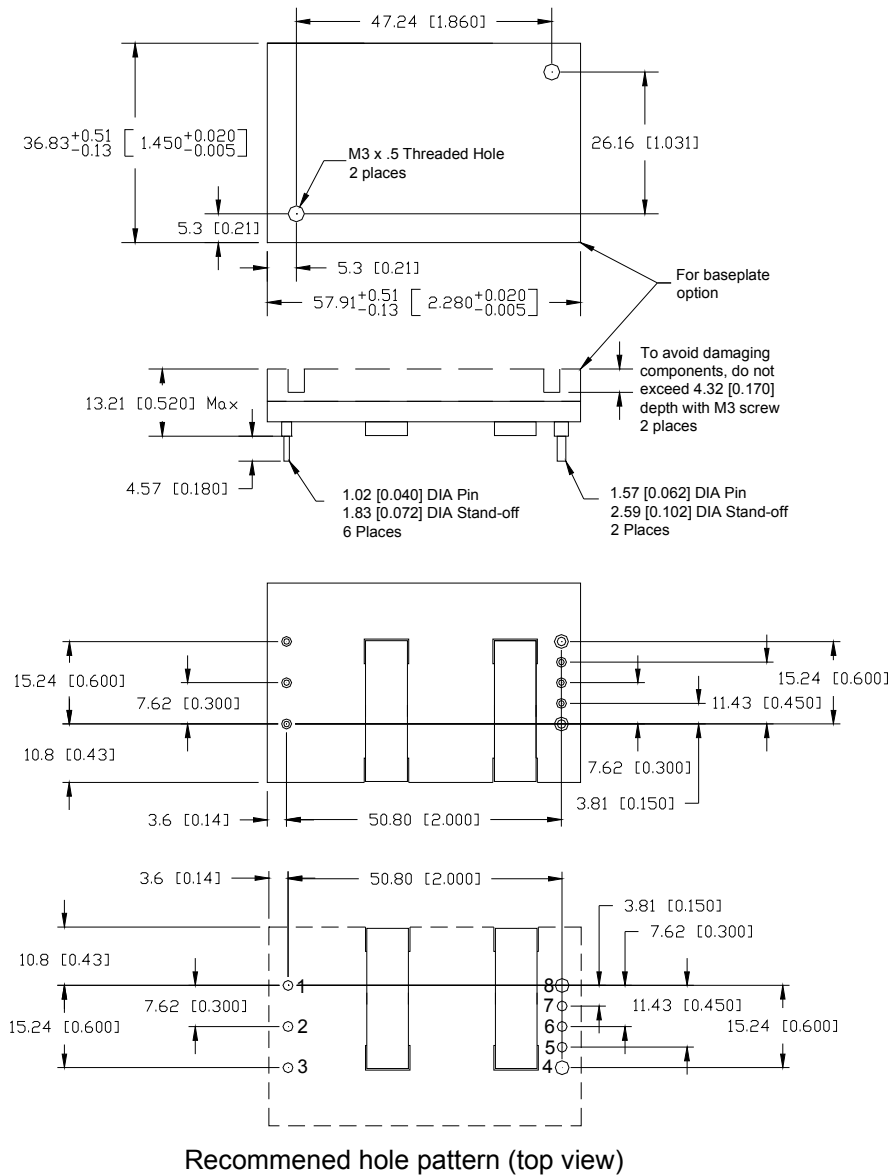 47.24 [1.860]
36.83+0.51 -0.13 [ 1.450+0.020 -0.005 ]
26.16 [1.031]
M3 x .5 Threaded Hole
2 places
5.3 [0.21]
5.3 [0.21]
57.91+0.51 -0.13 [ 2.280+0.020 -0.005 ]
For baseplate
option
13.21 [0.520] Max
To avoid damaging
components, do not
exceed 4.32 [0.170]
depth with M3 screw
2 places
4.57 [0.180]
1.02 [0.040] DIA Pin
1.83 [0.072] DIA Stand-off
6 Places
1.57 [0.062] DIA Pin
2.59 [0.102] DIA Stand-off
2 Places
15.24 [0.600]
7.62 [0.300]
10.8 [0.43]
15.24 [0.600]
11.43 [0.450]
7.62 [0.300]
3.81 [0.150]
3.6 [0.14]
50.80 [2.000]
3.6 [0.14]
50.80 [2.000]
3.81 [0.150]
7.62 [0.300]
10.8 [0.43]
7.62 [0.300]
15.24 [0.600]
11.43 [0.450]
15.24 [0.600]
1
2
3
8
7
6
5
4
Recommened hole pattern (top view)